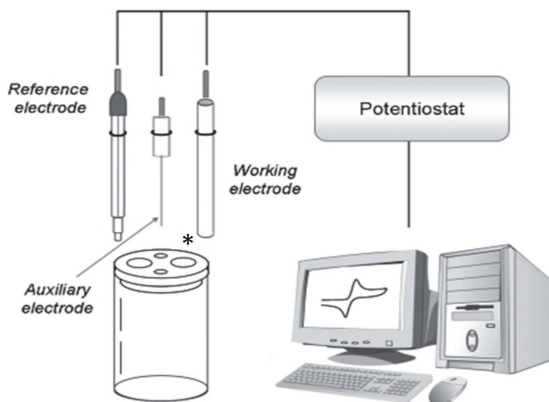 Reference
electrode
Potentiostat
Working
electrode
*
Auxiliary
electrode